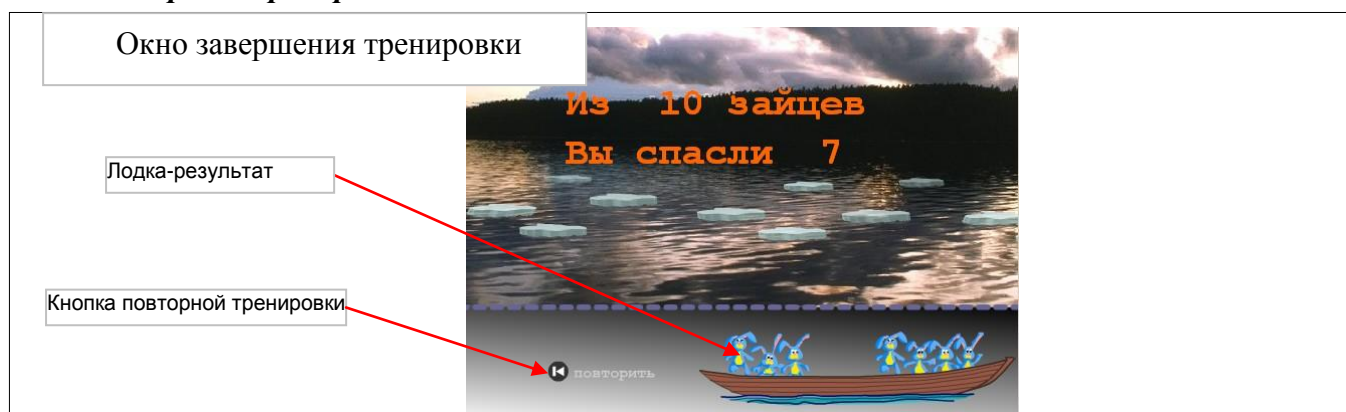 Окно завершения тренировки
Из 10 зайцев
Вы спасли 7
Лодка-результат
Кнопка повторной тренировки
повторить